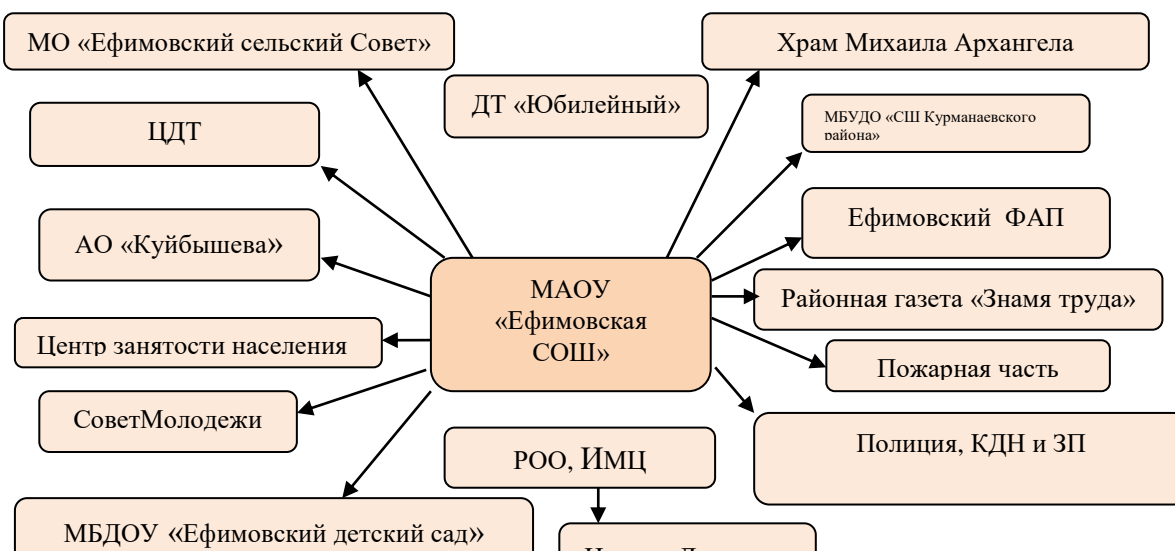 МО «Ефимовский сельский Совет»
Храм Михаила Архангела
ДТ «Юбилейный»
ЦДТ
МБУДО «СШ Курманаевского
района»
АО «Куйбышева»
Ефимовский ФАП
МАОУ
«Ефимовская
СОШ»
Районная газета «Знамя труда»
Центр занятости населения
Пожарная часть
СоветМолодежи
Полиция, КДН и ЗП
РОО, ИМЦ
МБДОУ «Ефимовский детский сад»